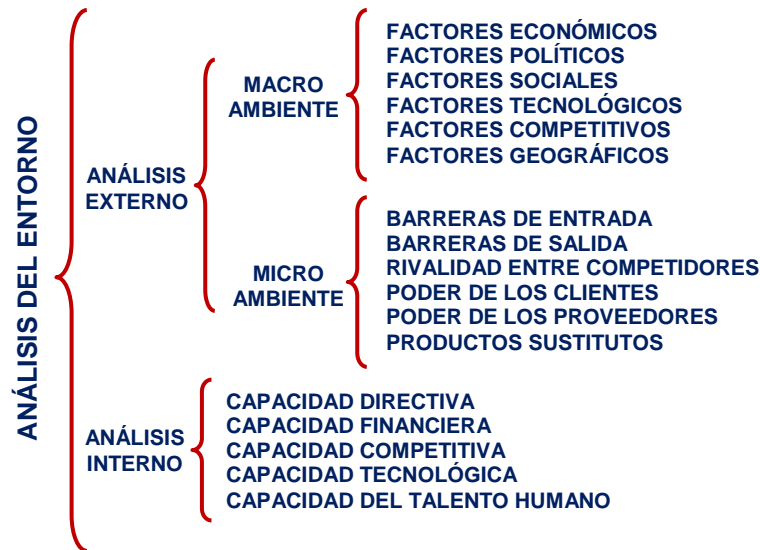 ANÁLISIS DEL ENTORNO
ANÁLISIS
EXTERNO
MACRO
AMBIENTE
FACTORES ECONÓMICOS
FACTORES POLÍTICOS
FACTORES SOCIALES
FACTORES TECNOLÓGICOS
FACTORES COMPETITIVOS
FACTORES GEOGRÁFICOS
MICRO
AMBIENTE
BARRERAS DE ENTRADA
BARRERAS DE SALIDA
RIVALIDAD ENTRE COMPETIDORES
PODER DE LOS CLIENTES
PODER DE LOS PROVEEDORES
PRODUCTOS SUSTITUTOS
ANÁLISIS
INTERNO
CAPACIDAD DIRECTIVA
CAPACIDAD FINANCIERA
CAPACIDAD COMPETITIVA
CAPACIDAD TECNOLÓGICA
CAPACIDAD DEL TALENTO HUMANO